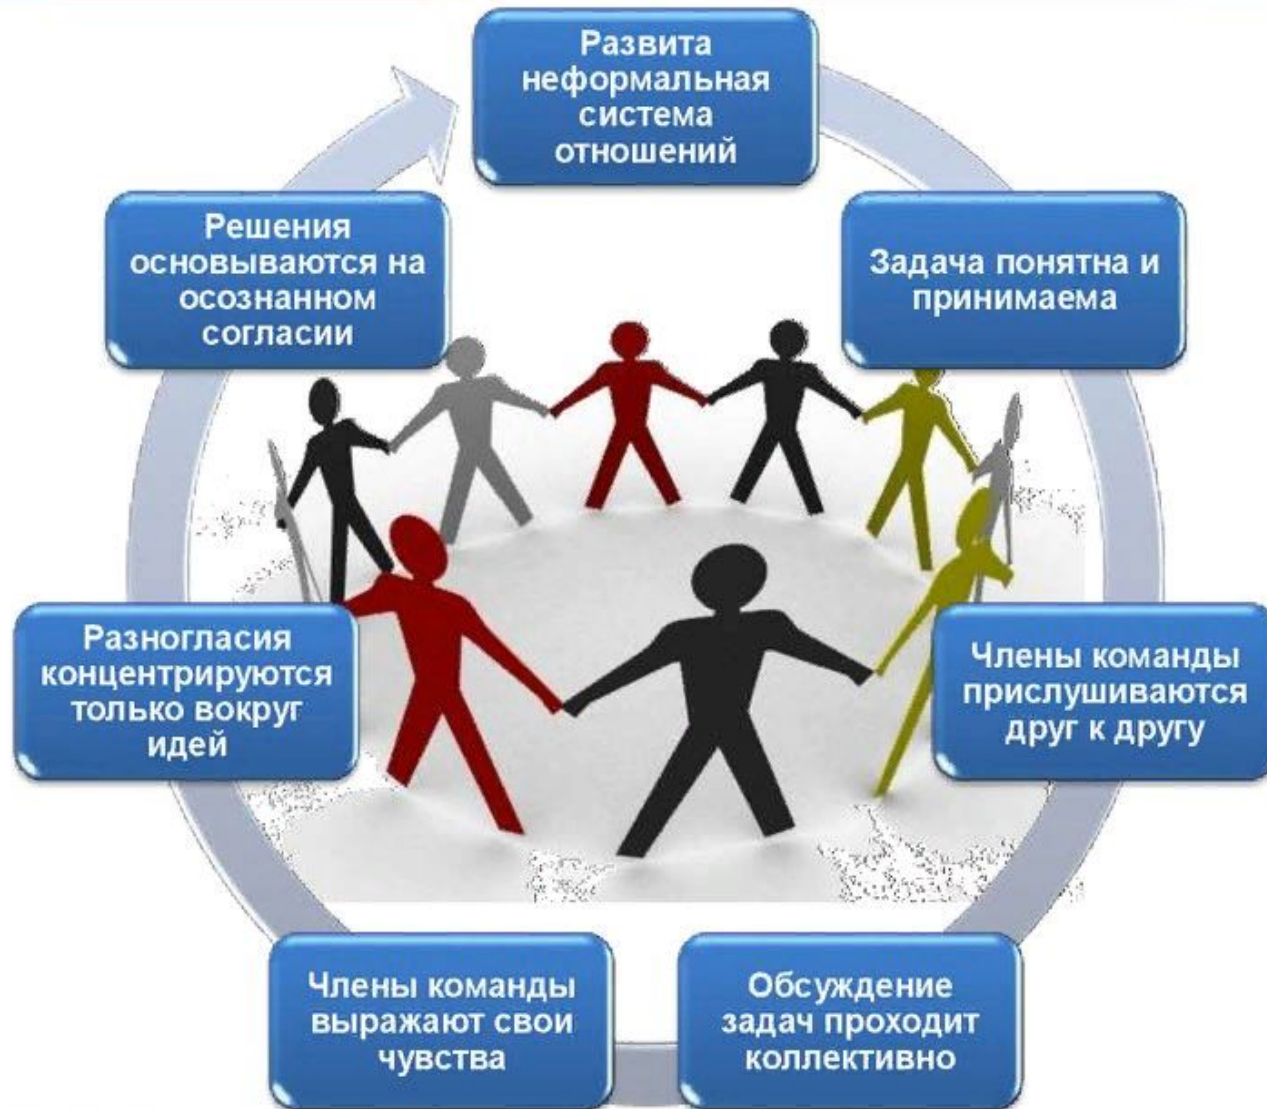 Развита
неформальная
система
отношений
Задача понятна и
принимаема
Члены команды
прислушиваются
друг к другу
Обсуждение
задач проходит
коллективно
Члены команды
выражают свои
чувства
Разногласия
концентрируются
только вокруг
идей
Решения
основываются на
осознанном
согласии